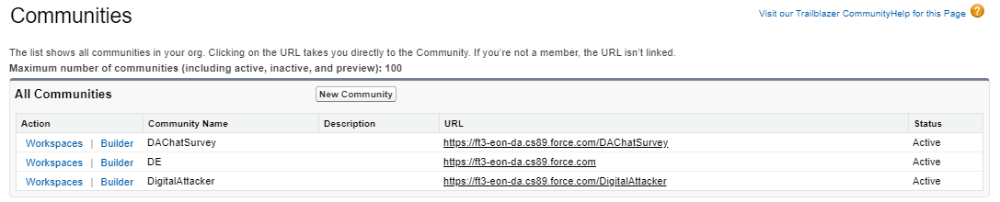 Communities
Visit our Trailblazer CommunityHelp for this Page ?
The list shows all communities in your org. Clicking on the URL takes you directly to the Community. If you're not a member, the URL isn't linked.
Maximum number of communities (including active, inactive, and preview): 100
All Communities New Community
Action Community Name Description URL Status
Workspaces | Builder DAChatSurvey https://ft3-eon-da.cs89.force.com/DAChatSurvey Active
Workspaces | Builder DE https://ft3-eon-da.cs89.force.com Active
Workspaces | Builder DigitalAttacker https://ft3-eon-da.cs89.force.com/DigitalAttacker Active